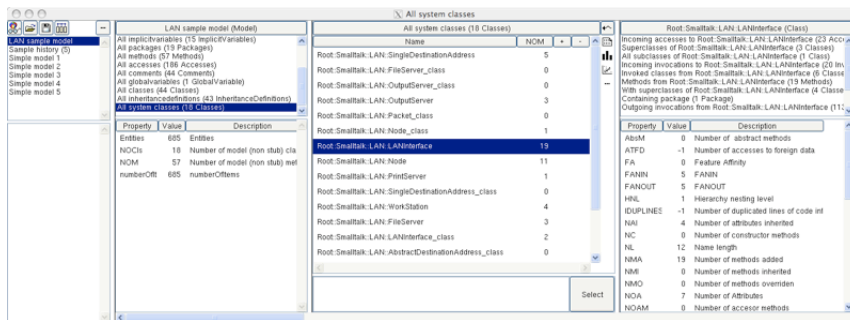 X All system classes
--
LAN sample model
Sample history (5)
Simple model 1
Simple model 2
Simple model 3
Simple model 4
Simple model 5
LAN sample model (Model)
All implicitvariables (15 ImplicitVariables)
All packages (19 Packages)
All methods (57 Methods)
All accesses (186 Accesses)
All comments (44 Comments)
All globalvariables (1 GlobalVariable)
All classes (44 Classes)
All inheritancedefinitions (43 InheritanceDefinitions)
All system classes (18 Classes)
Property Value Description
Entities 685 Entities
NOCls 18 Number of model (non stub) cla
NOM 57 Number of model (non stub) met
numberOfIt 685 numberOfItems
All system classes (18 Classes)
Name NOM + -
Root::Smalltalk::LAN::SingleDestinationAddress 5
Root::Smalltalk::LAN::FileServer_class 0
Root::Smalltalk::LAN::OutputServer_class 0
Root::Smalltalk::LAN::OutputServer 3
Root::Smalltalk::LAN::Packet_class 0
Root::Smalltalk::LAN::Node_class 1
Root::Smalltalk::LAN::LANInterface 19
Root::Smalltalk::LAN::Node 11
Root::Smalltalk::LAN::PrintServer 1
Root::Smalltalk::LAN::SingleDestinationAddress_class 0
Root::Smalltalk::LAN::WorkStation 4
Root::Smalltalk::LAN::FileServer 3
Root::Smalltalk::LAN::LANInterface_class 2
Root::Smalltalk::LAN::AbstractDestinationAddress_class 0
Select
--
Root::Smalltalk::LAN::LANInterface (Class)
Incoming accesses to Root::Smalltalk::LAN::LANInterface (23 Acce
Superclasses of Root::Smalltalk::LAN::LANInterface (3 Classes)
All subclasses of Root::Smalltalk::LAN::LANInterface (1 Class)
Incoming invocations to Root::Smalltalk::LAN::LANInterface (20 Inv
Invoked classes from Root::Smalltalk::LAN::LANInterface (6 Classe
Methods from Root::Smalltalk::LAN::LANInterface (19 Methods)
With superclasses of Root::Smalltalk::LAN::LANInterface (4 Classe
Containing package (1 Package)
Outgoing invocations from Root::Smalltalk::LAN::LANInterface (113
Property Value Description
AbsM 0 Number of abstract methods
ATFD -1 Number of accesses to foreign data
FA 0 Feature Affinity
FANIN 5 FANIN
FANOUT 5 FANOUT
HNL 1 Hierarchy nesting level
IDUPLINES -1 Number of duplicated lines of code int
NAI 4 Number of attributes inherited
NC 0 Number of constructor methods
NL 12 Name length
NMA 19 Number of methods added
NMI 0 Number of methods inherited
NMO 0 Number of methods overriden
NOA 7 Number of Attributes
NOAM 0 Number of accesor methods